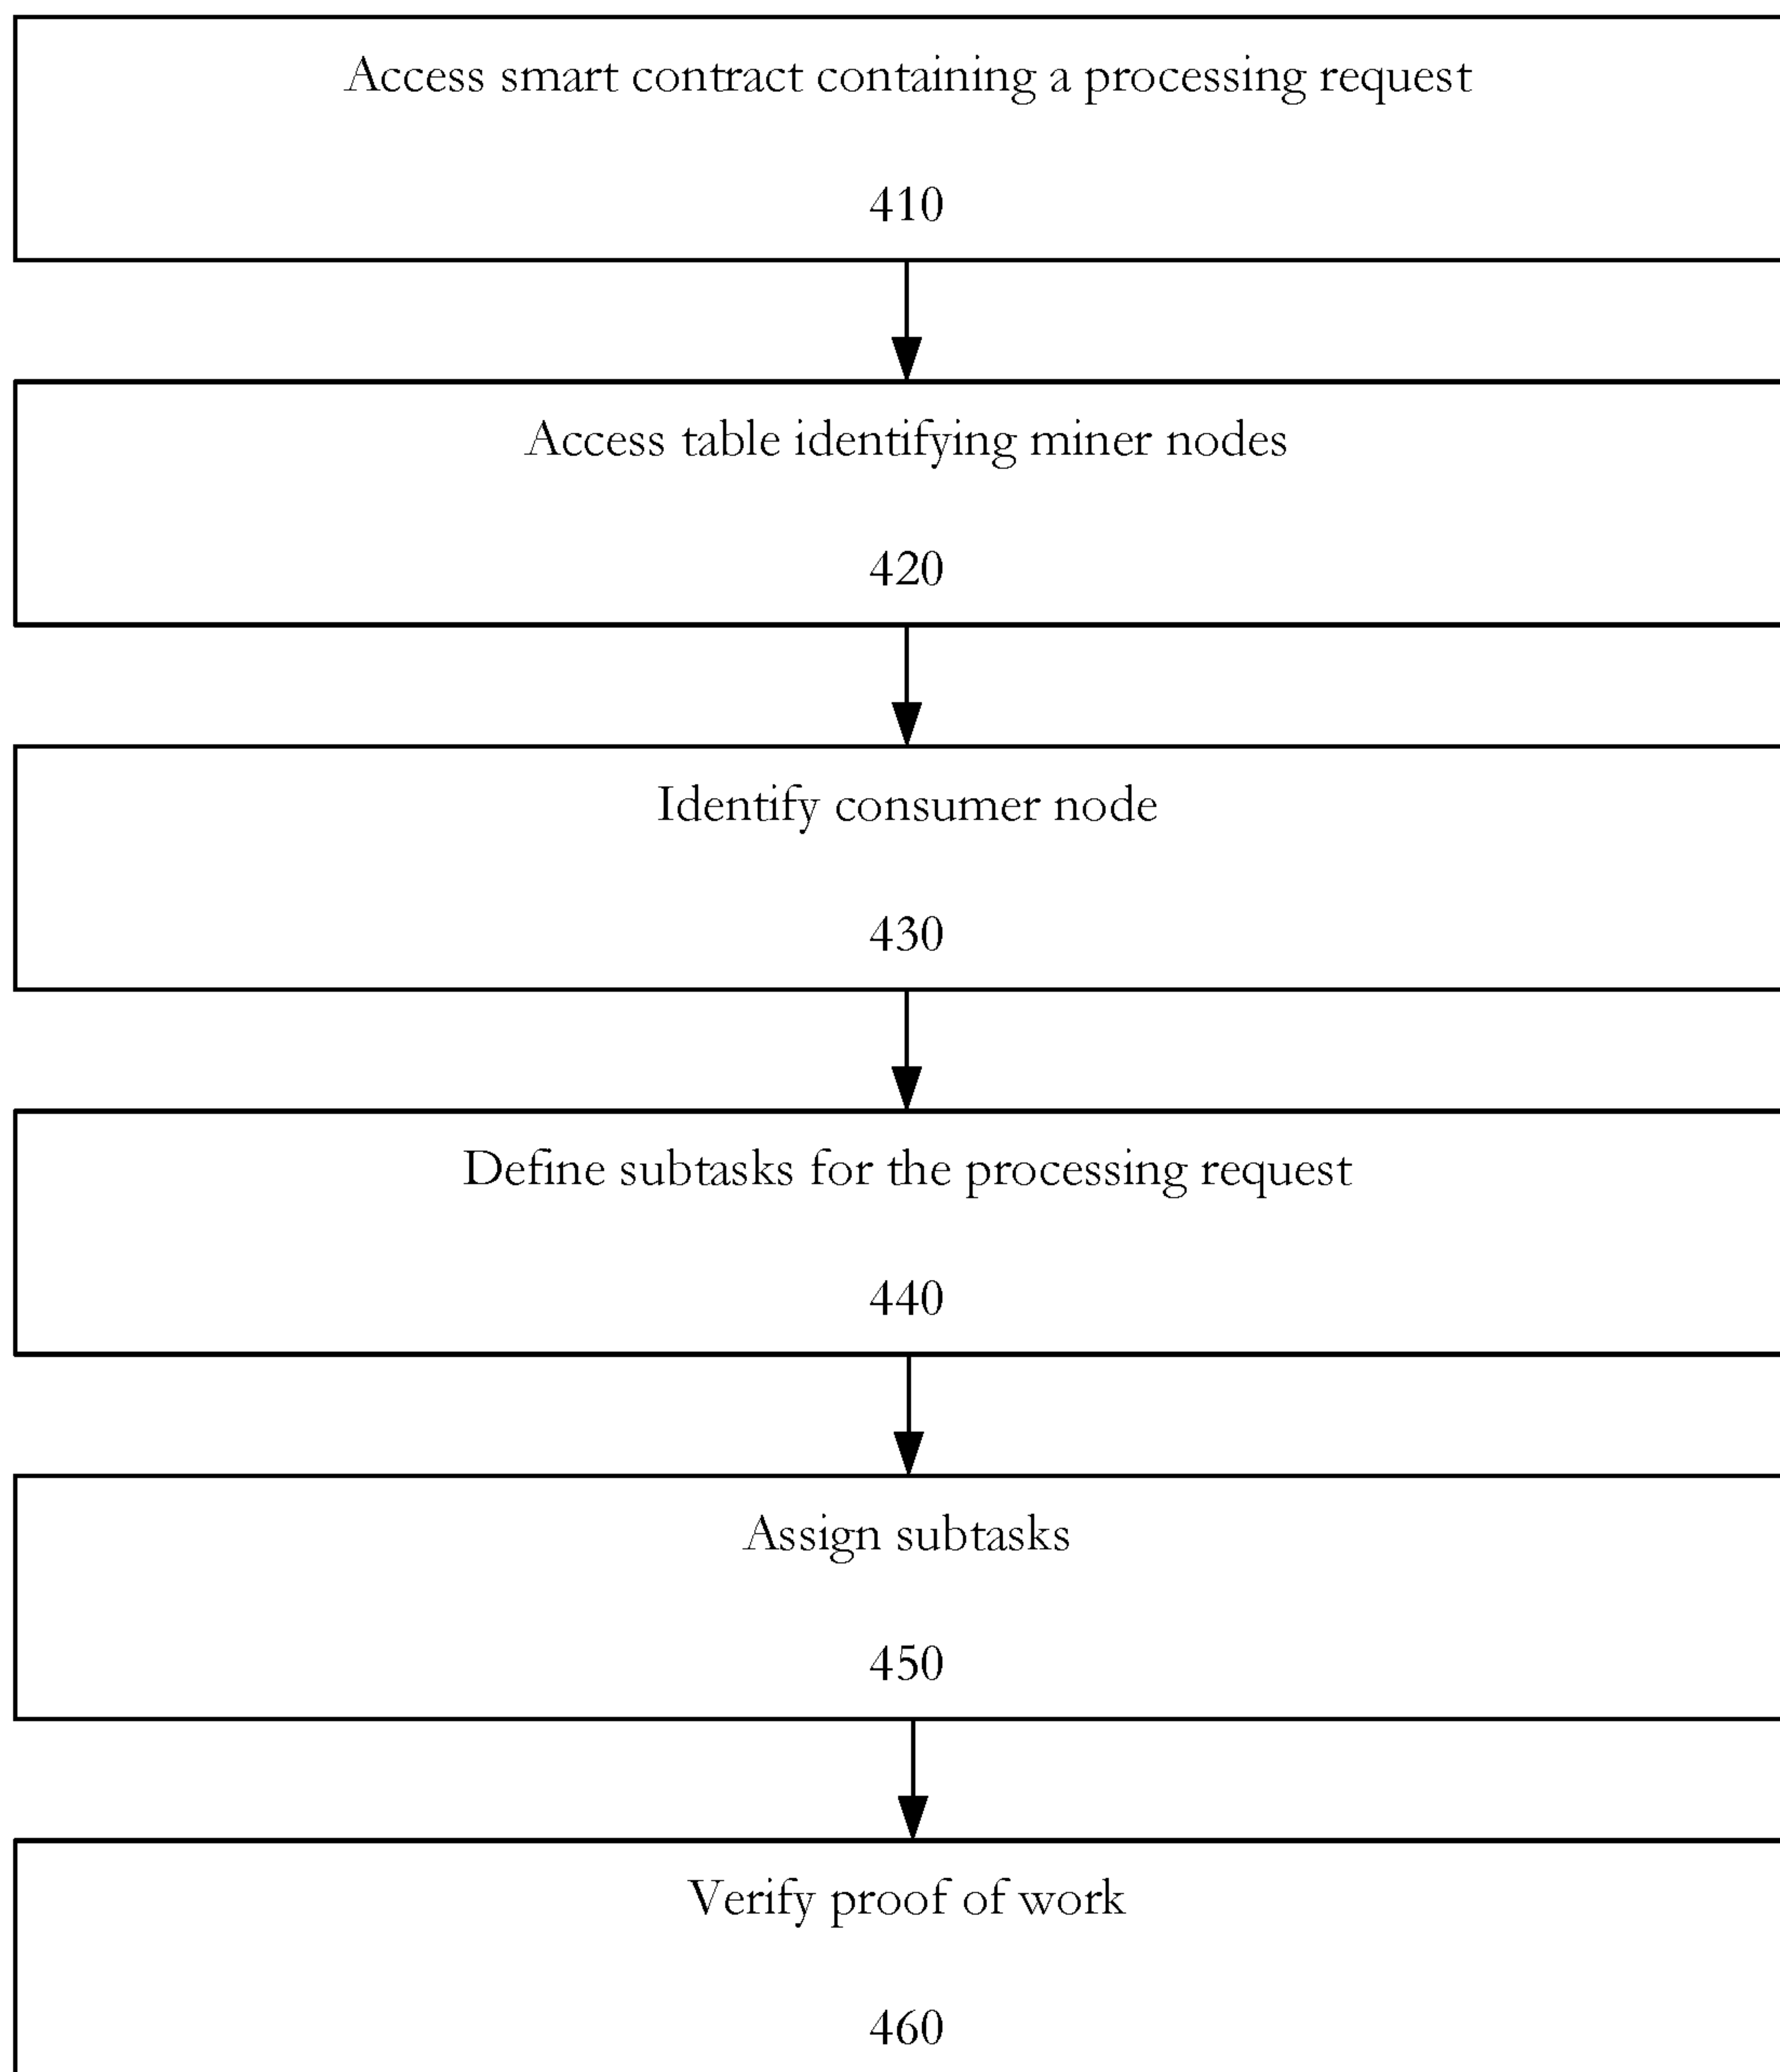 Access smart contract containing a processing request
410
Access table identifying miner nodes
420
Identify consumer node
430
Define subtasks for the processing request
440
Assign subtasks
450
Verify proof of work
460